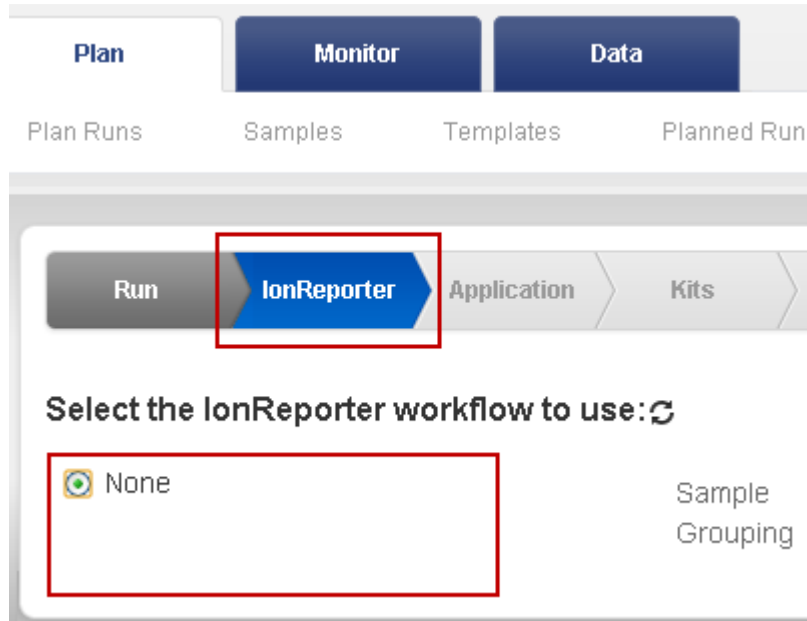 Plan Monitor Data
Plan Runs Samples Templates Planned Run
Run IonReporter Application Kits
Select the IonReporter workflow to use:
None
Sample
Grouping